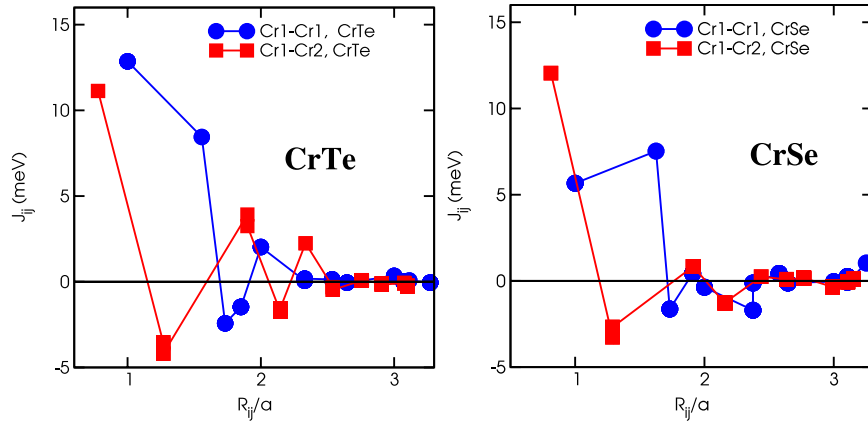 Cr1-Cr1, CrTe
Cr1-Cr2, CrTe
15
10
5
0
-5
J_ij (meV)
CrTe
1
2
3
R_ij/a
Cr1-Cr1, CrSe
Cr1-Cr2, CrSe
15
10
5
0
-5
J_ij (meV)
CrSe
1
2
3
R_ij/a